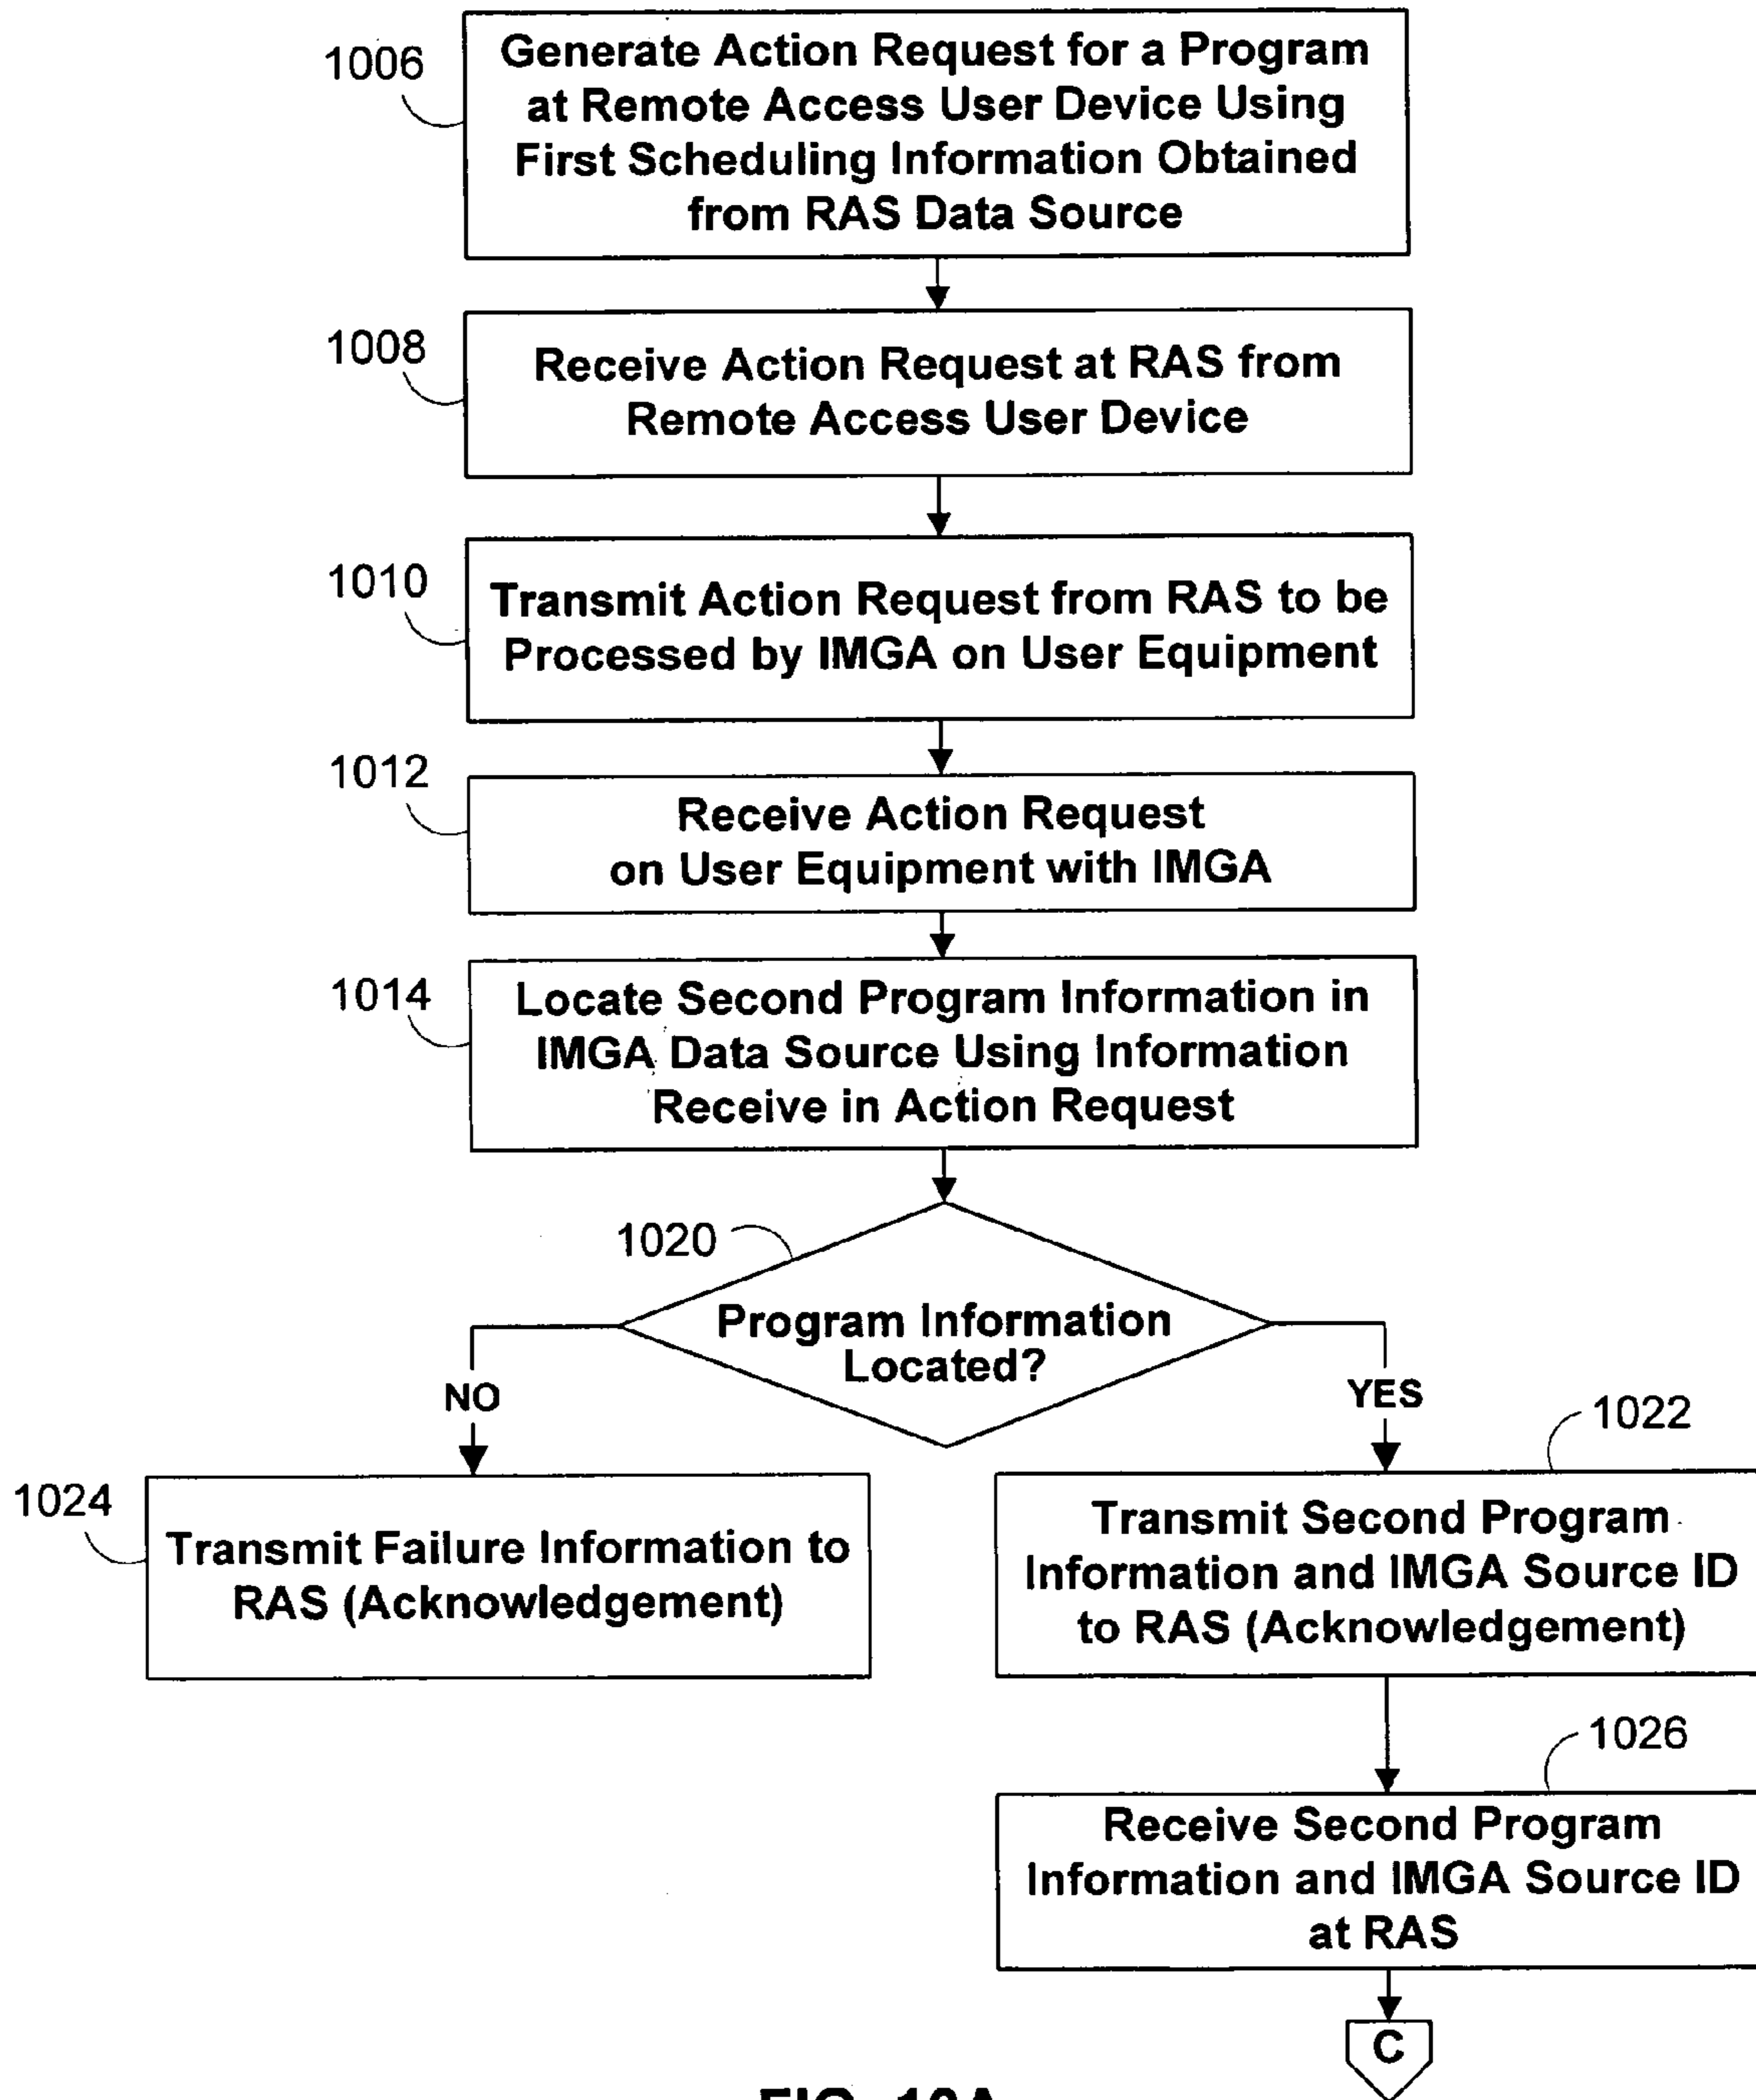 1006
Generate Action Request for a Program
at Remote Access User Device Using
First Scheduling Information Obtained
from RAS Data Source
1008
Receive Action Request at RAS from
Remote Access User Device
1010
Transmit Action Request from RAS to be
Processed by IMGA on User Equipment
1012
Receive Action Request
on User Equipment with IMGA
1014
Locate Second Program Information in
IMGA Data Source Using Information
Receive in Action Request
1020
Program Information
Located?
NO
YES
1024
Transmit Failure Information to
RAS (Acknowledgement)
1022
Transmit Second Program
Information and IMGA Source ID
to RAS (Acknowledgement)
1026
Receive Second Program
Information and IMGA Source ID
at RAS
C